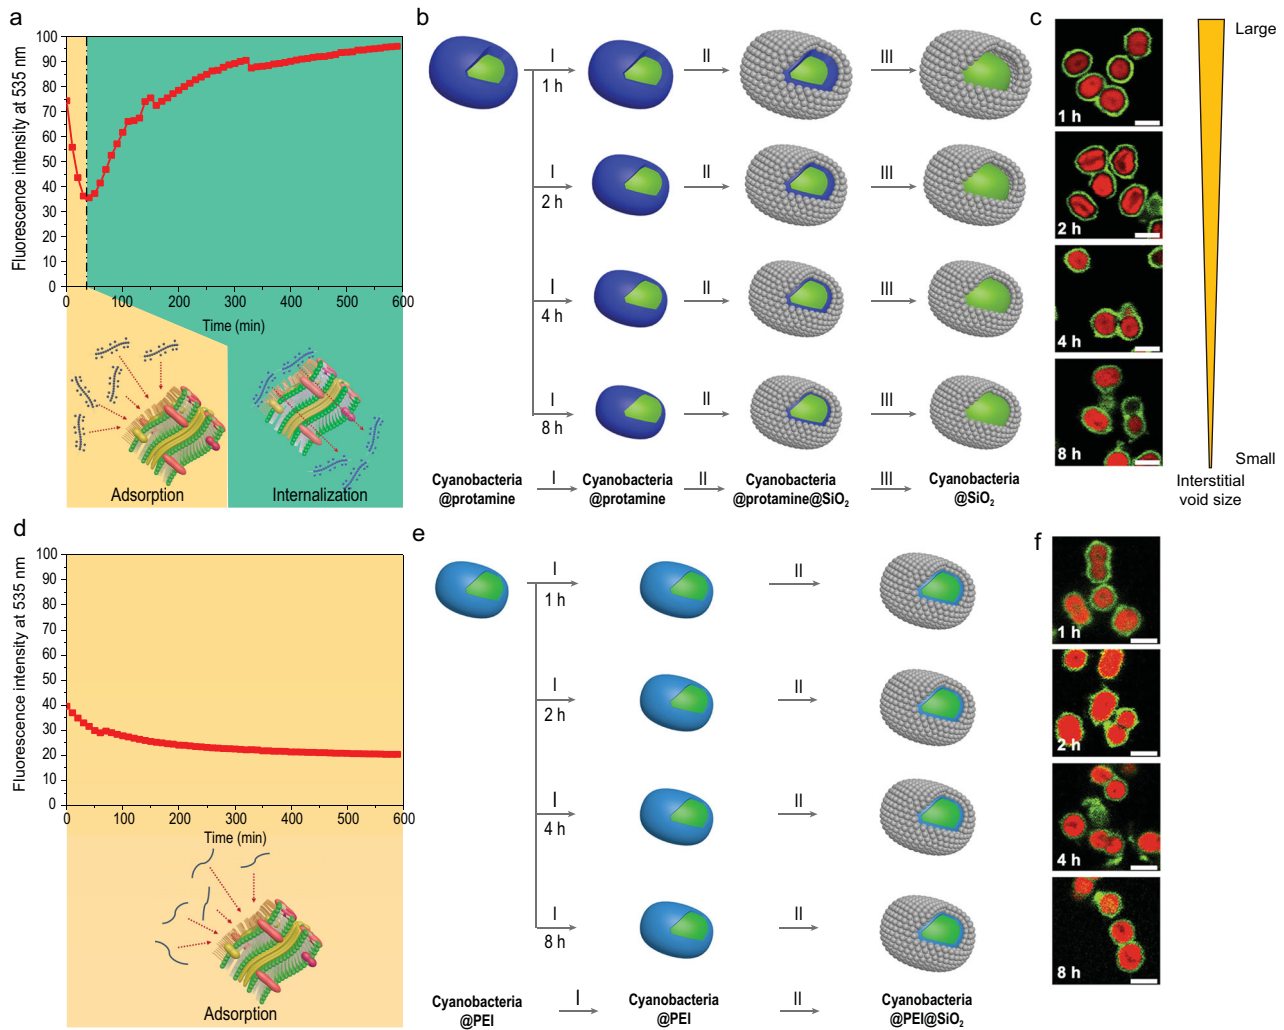 a
Fluorescence intensity at 535 nm
100
90
80
70
60
50
40
30
20
10
0
0 100 200 300 400 500 600
Time (min)
Adsorption
Internalization
b
I
1 h
II
III
I
2 h
II
III
I
4 h
II
III
I
8 h
II
III
Cyanobacteria
@protamine
I
Cyanobacteria
@protamine
II
Cyanobacteria
@protamine@SiO₂
III
Cyanobacteria
@SiO₂
c
1 h
2 h
4 h
8 h
Large
Small
Interstitial
void size
d
Fluorescence intensity at 535 nm
100
90
80
70
60
50
40
30
20
10
0
0 100 200 300 400 500 600
Time (min)
Adsorption
e
I
1 h
II
I
2 h
II
I
4 h
II
I
8 h
II
Cyanobacteria
@PEI
I
Cyanobacteria
@PEI
II
Cyanobacteria
@PEI@SiO₂
f
1 h
2 h
4 h
8 h